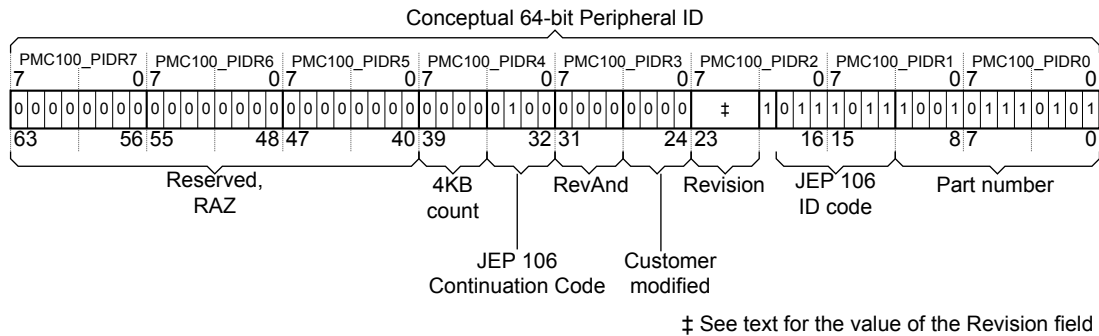 Conceptual 64-bit Peripheral ID
PMC100_PIDR7 PMC100_PIDR6 PMC100_PIDR5 PMC100_PIDR4 PMC100_PIDR3 PMC100_PIDR2 PMC100_PIDR1 PMC100_PIDR0
7 0 7 0 7 0 7 0 7 0 7 0 7 0 7 0
0 0 0 0 0 0 0 0 0 0 0 0 0 0 0 0 0 0 0 0 0 0 0 0 0 0 0 0 0 1 0 0 0 0 0 0 0 0 0 0 ‡ 1 0 1 1 1 0 1 1 1 0 0 1 0 1 1 1 0 1 0 1
63 56 55 48 47 40 39 32 31 24 23 16 15 8 7 0
Reserved, 4KB RevAnd Revision JEP 106 Part number
RAZ count ID code
JEP 106 Customer
Continuation Code modified
‡ See text for the value of the Revision field